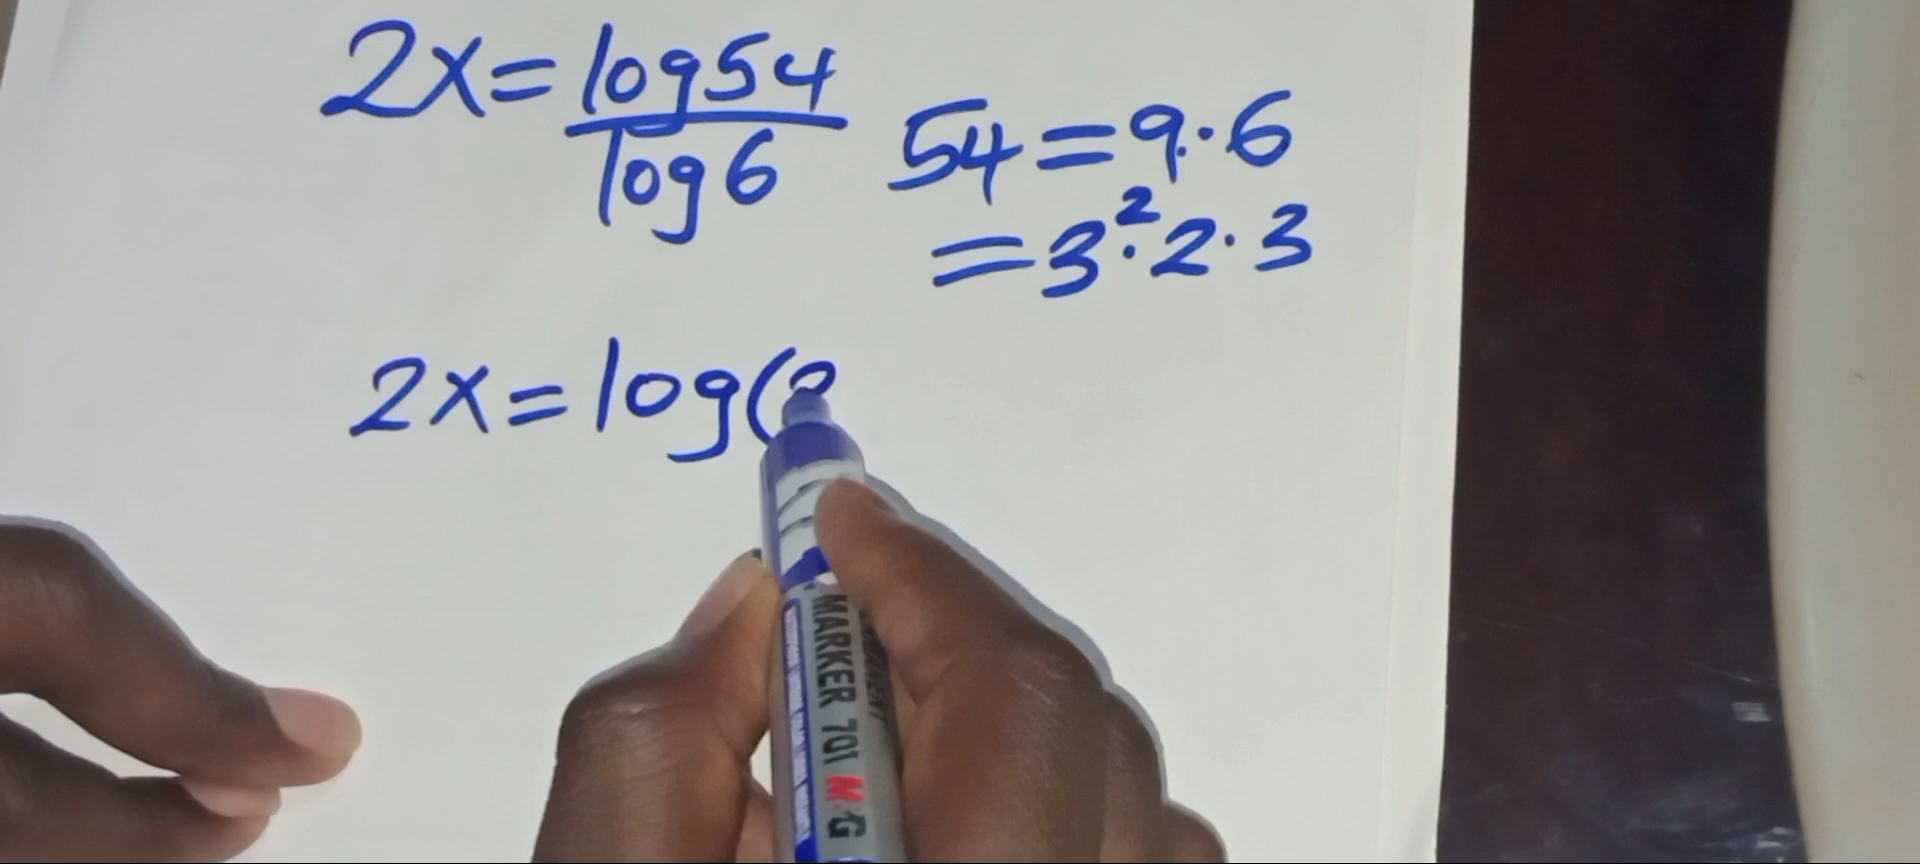 2x = log54
log6
54 = 9.6
= 3².2.3
2x = log(
MARKER 701 M&G